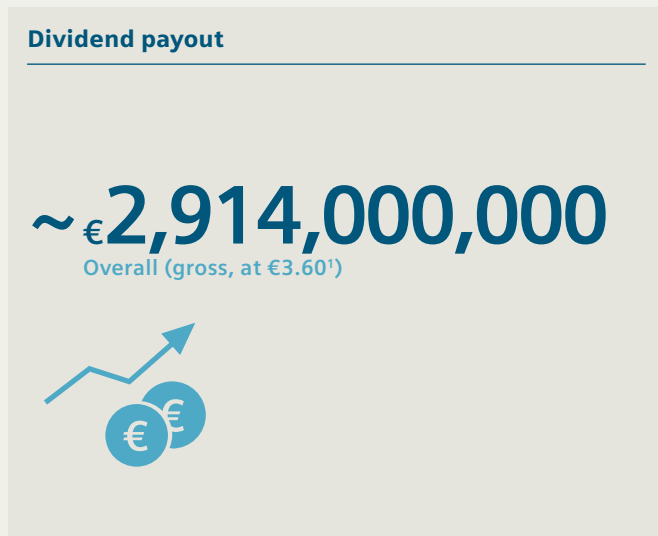 Dividend payout
~€2,914,000,000
Overall (gross, at €3.60¹)
€
€